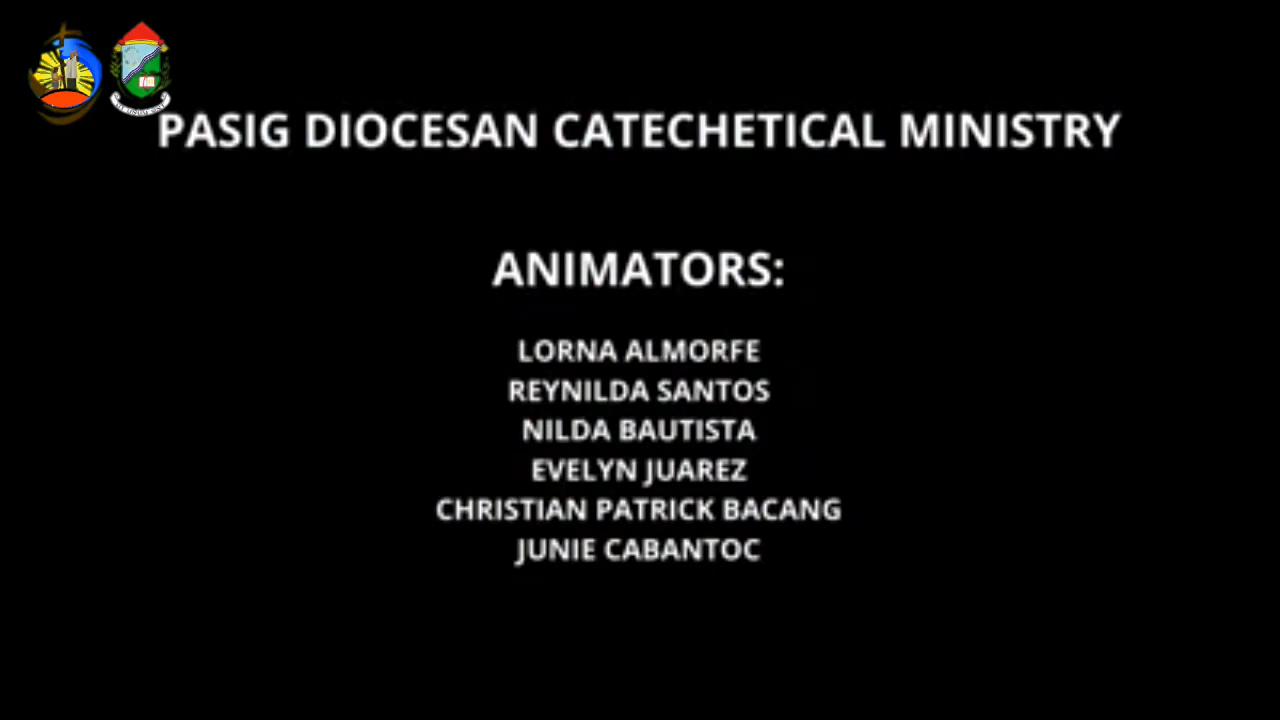 PASIG DIOCESAN CATECHETICAL MINISTRY
ANIMATORS:
LORNA ALMORFE
REYNILDA SANTOS
NILDA BAUTISTA
EVELYN JUAREZ
CHRISTIAN PATRICK BACANG
JUNIE CABANTOC